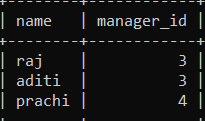 name | manager_id
raj | 3
aditi | 3
prachi | 4